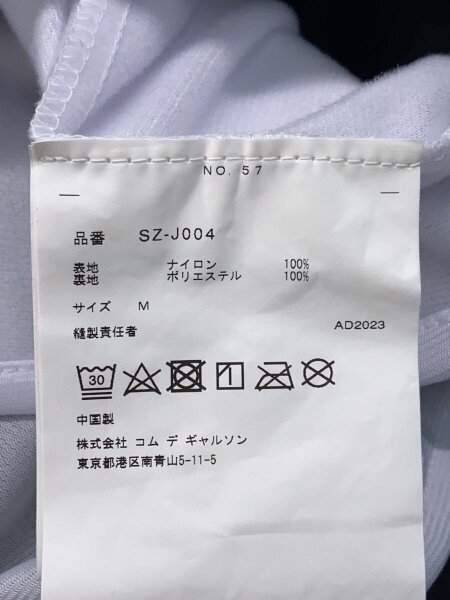 NO. 57
品番 SZ-J004
表地 ナイロン 100%
裏地 ポリエステル 100%
サイズ M
縫製責任者 AD2023
30
中国製
株式会社 コム デ ギャルソン
東京都港区南青山5-11-5